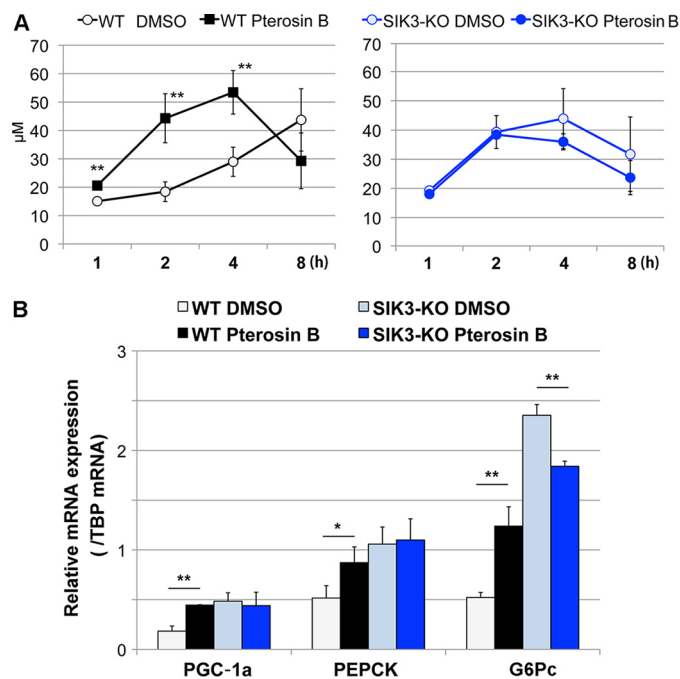 A
WT DMSO WT Pterosin B
SIK3-KO DMSO SIK3-KO Pterosin B
70
60
50
40
30
20
10
0
µM
**
**
**
1 2 4 8 (h)
70
60
50
40
30
20
10
0
1 2 4 8 (h)
B
WT DMSO SIK3-KO DMSO
WT Pterosin B SIK3-KO Pterosin B
Relative mRNA expression
( /TBP mRNA)
3
2
1
0
**
*
**
**
PGC-1a PEPCK G6Pc